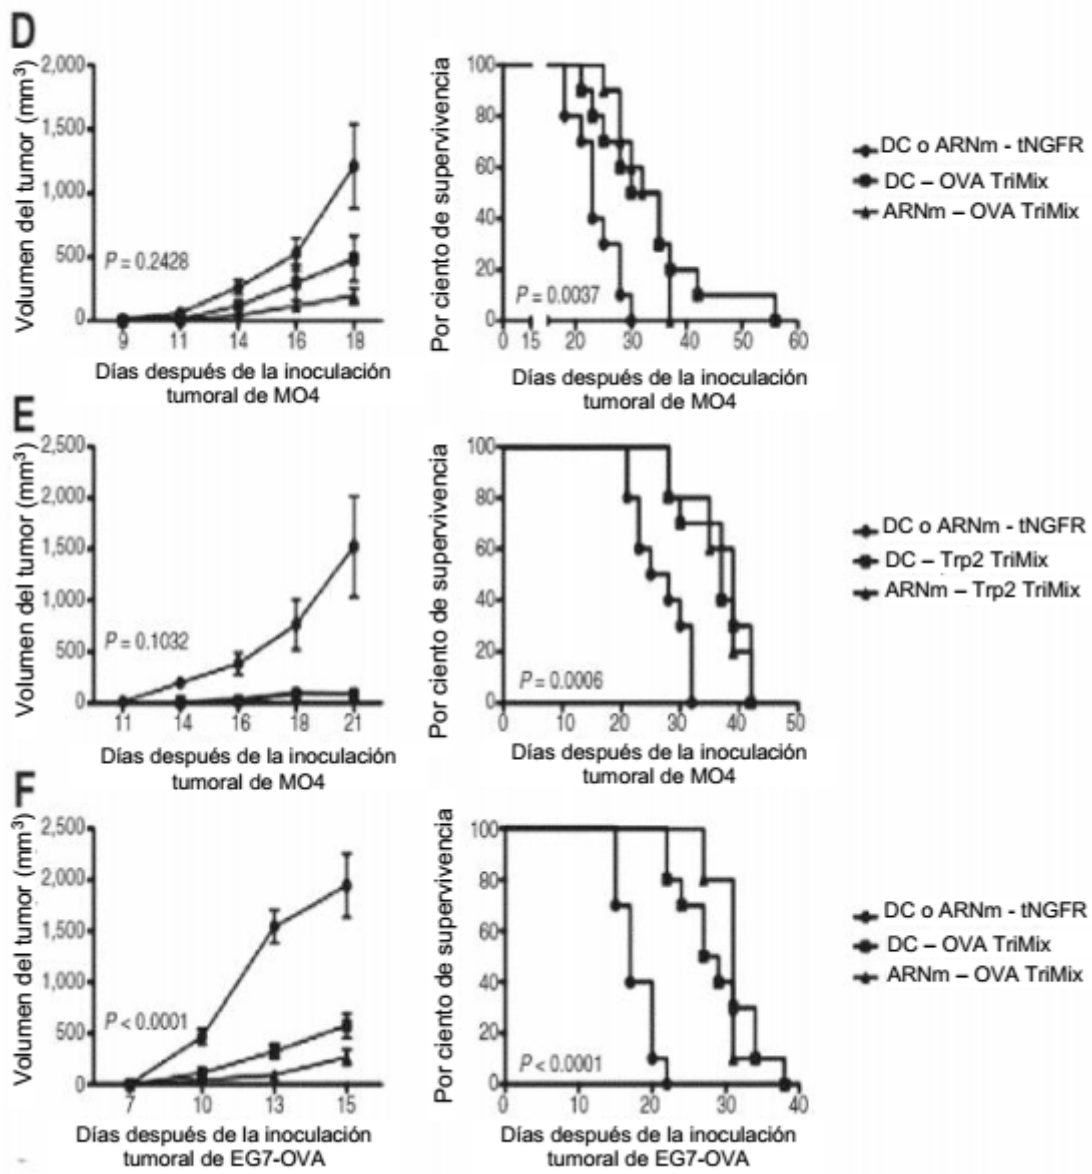 D
Volumen del tumor (mm³)
2,000
1,500
1,000
500
0
P = 0.2428
9 11 14 16 18
Días después de la inoculación
tumoral de MO4
Por ciento de supervivencia
100
80
60
40
20
0
P = 0.0037
0 15 20 30 40 50 60
Días después de la inoculación
tumoral de MO4
DC o ARNm - tNGFR
DC – OVA TriMix
ARNm – OVA TriMix
E
Volumen del tumor (mm³)
2,500
2,000
1,500
1,000
500
0
P = 0.1032
11 14 16 18 21
Días después de la inoculación
tumoral de MO4
Por ciento de supervivencia
100
80
60
40
20
0
P = 0.0006
0 10 20 30 40 50
Días después de la inoculación
tumoral de MO4
DC o ARNm - tNGFR
DC – Trp2 TriMix
ARNm – Trp2 TriMix
F
Volumen del tumor (mm³)
2,500
2,000
1,500
1,000
500
0
P < 0.0001
7 10 13 15
Días después de la inoculación
tumoral de EG7-OVA
Por ciento de supervivencia
100
80
60
40
20
0
P < 0.0001
0 10 20 30 40
Días después de la inoculación
tumoral de EG7-OVA
DC o ARNm - tNGFR
DC – OVA TriMix
ARNm – OVA TriMix